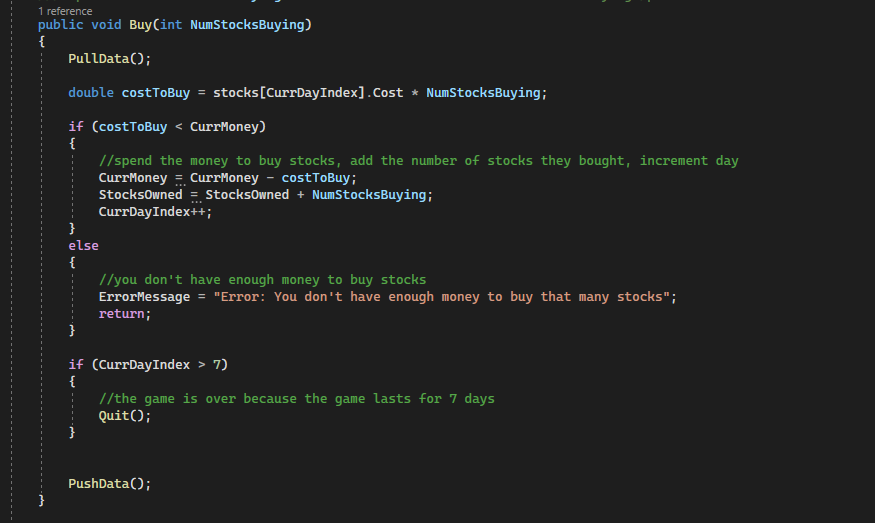 1 reference
public void Buy(int NumStocksBuying)
{
PullData();
double costToBuy = stocks[CurrDayIndex].Cost * NumStocksBuying;
if (costToBuy < CurrMoney)
{
//spend the money to buy stocks, add the number of stocks they bought, increment day
CurrMoney = CurrMoney - costToBuy;
StocksOwned = StocksOwned + NumStocksBuying;
CurrDayIndex++;
}
else
{
//you don't have enough money to buy stocks
ErrorMessage = "Error: You don't have enough money to buy that many stocks";
return;
}
if (CurrDayIndex > 7)
{
//the game is over because the game lasts for 7 days
Quit();
}
PushData();
}